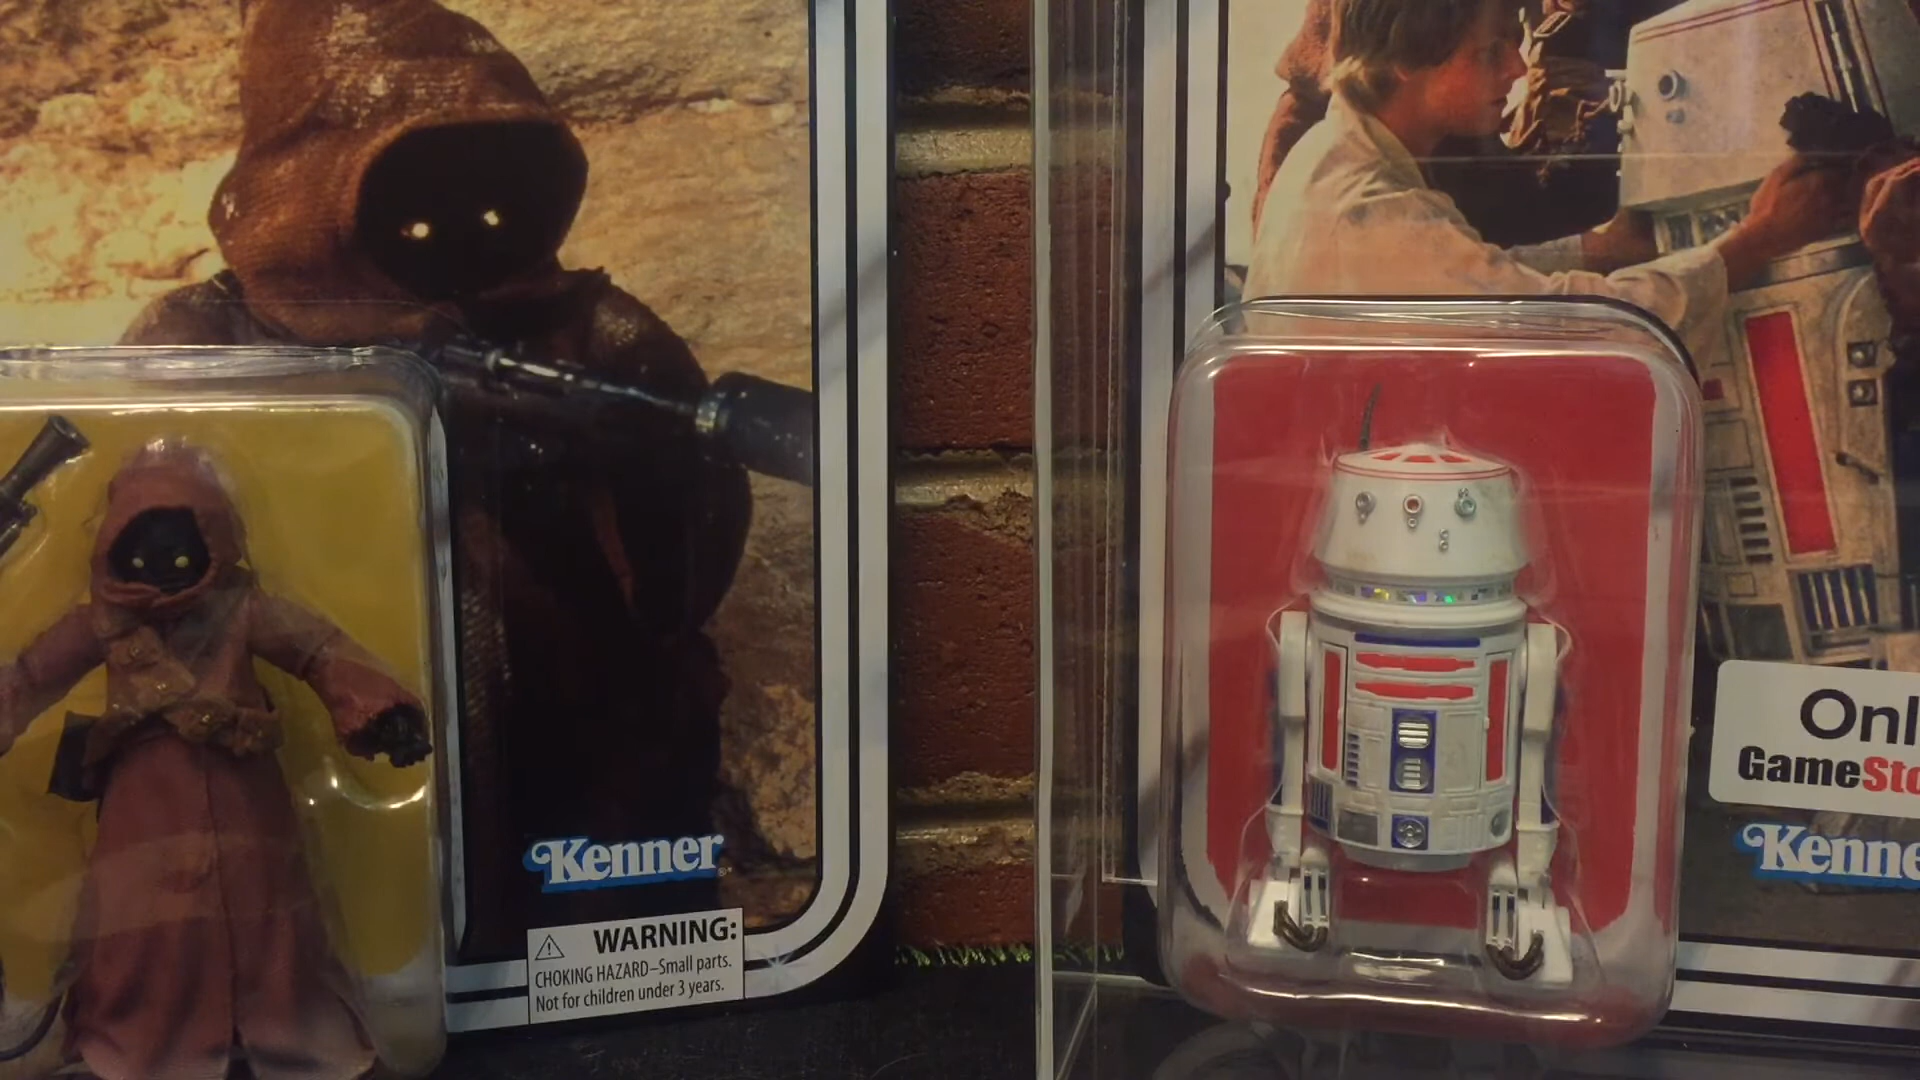 Kenner
WARNING:
CHOKING HAZARD–Small parts.
Not for children under 3 years.
Onl
GameSto
Kenne